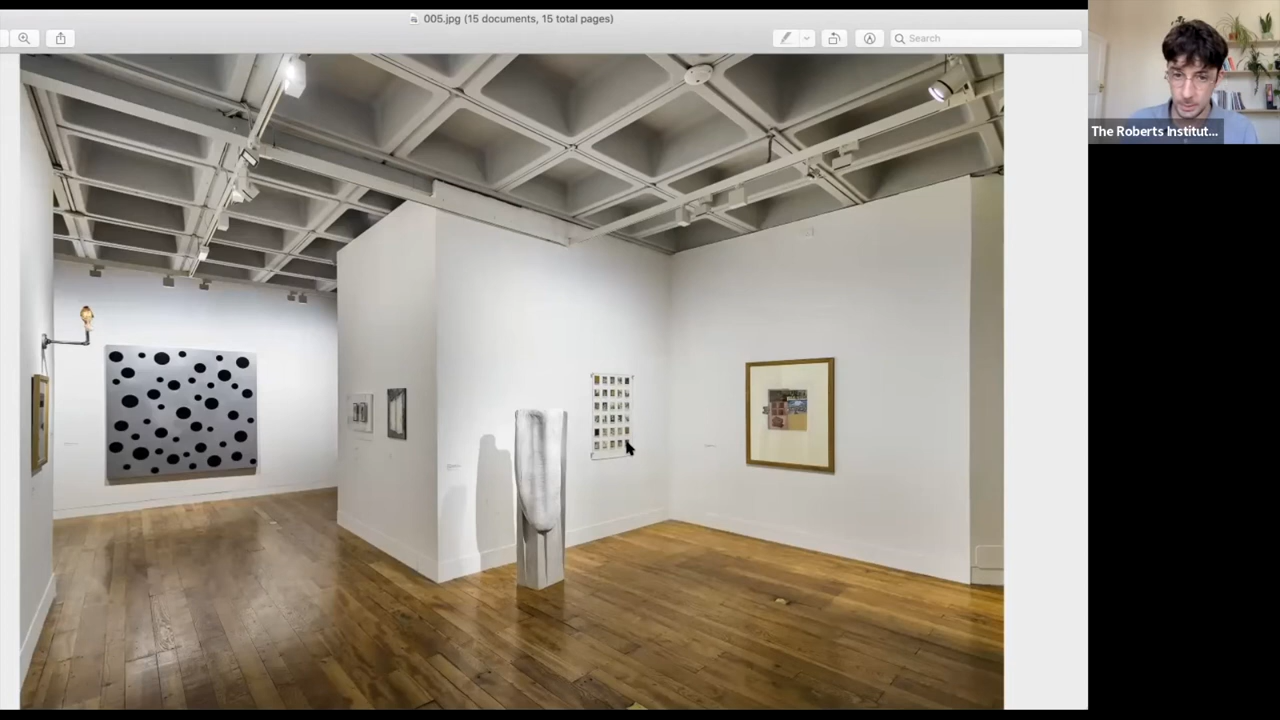 005.jpg (15 documents, 15 total pages)
Search
The Roberts Institut...